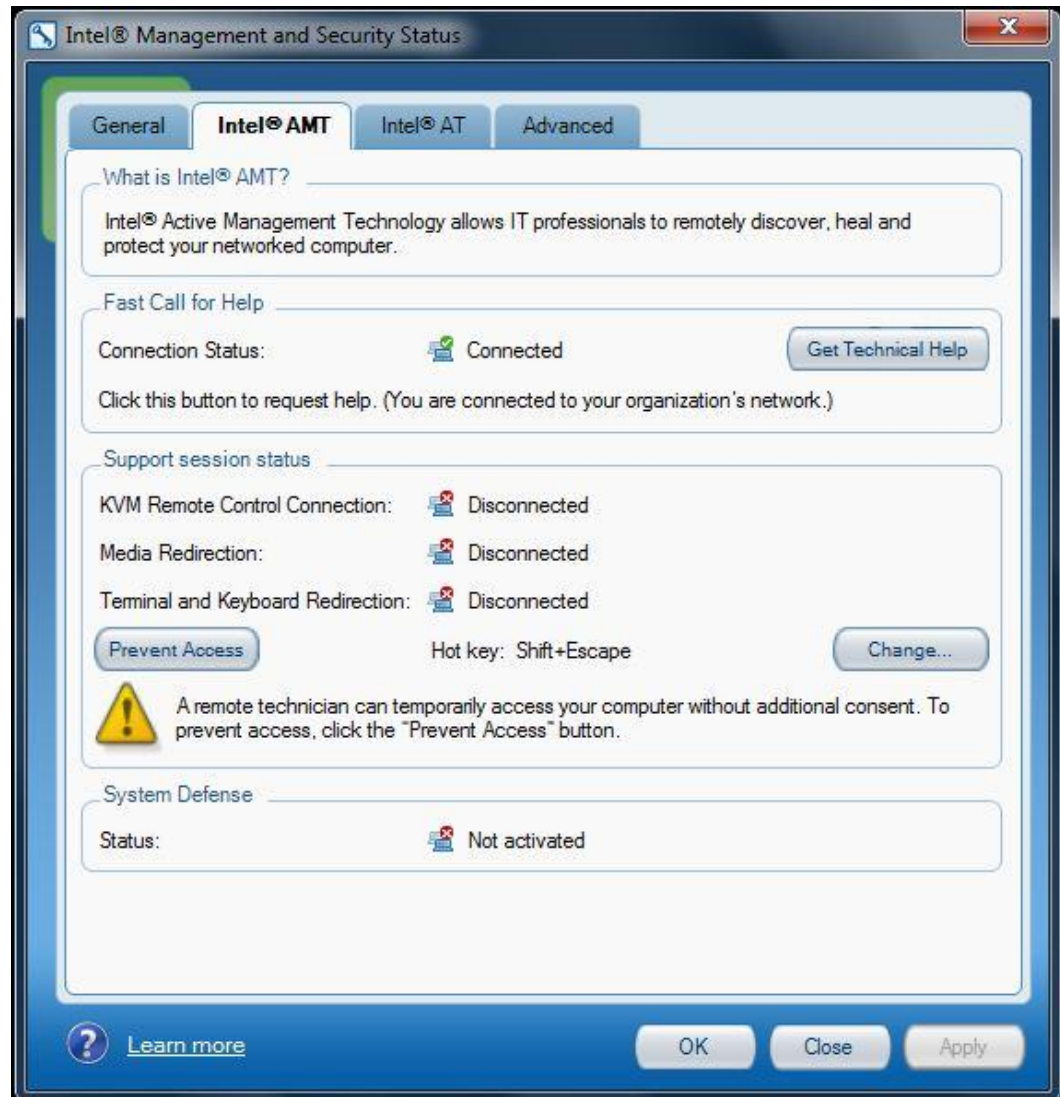 Intel® Management and Security Status
General
Intel® AMT
Intel® AT
Advanced
What is Intel® AMT?
Intel® Active Management Technology allows IT professionals to remotely discover, heal and
protect your networked computer.
Fast Call for Help
Connection Status:
Connected
Get Technical Help
Click this button to request help. (You are connected to your organization's network.)
Support session status
KVM Remote Control Connection:
Disconnected
Media Redirection:
Disconnected
Terminal and Keyboard Redirection:
Disconnected
Prevent Access
Hot key: Shift+Escape
Change...
A remote technician can temporarily access your computer without additional consent. To
prevent access, click the "Prevent Access" button.
System Defense
Status:
Not activated
Learn more
OK
Close
Apply